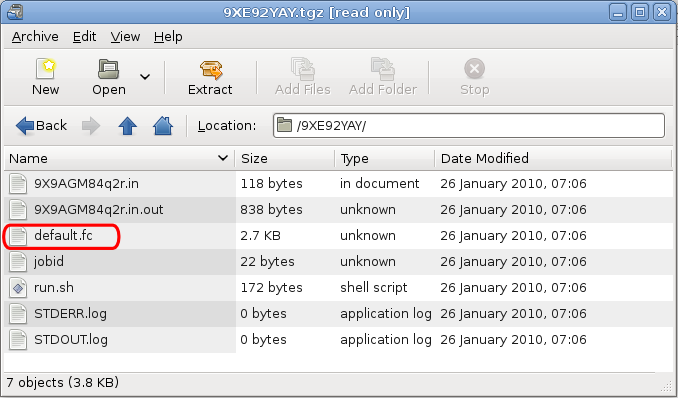 9XE92YAY.tgz [read only]
Archive Edit View Help
New Open Extract Add Files Add Folder Stop
Back Location: /9XE92YAY/
Name Size Type Date Modified
9X9AGM84q2r.in 118 bytes in document 26 January 2010, 07:06
9X9AGM84q2r.in.out 838 bytes unknown 26 January 2010, 07:06
default.fc 2.7 KB unknown 26 January 2010, 07:06
jobid 22 bytes unknown 26 January 2010, 07:06
run.sh 172 bytes shell script 26 January 2010, 07:06
STDERR.log 0 bytes application log 26 January 2010, 07:06
STDOUT.log 0 bytes application log 26 January 2010, 07:06
7 objects (3.8 KB)